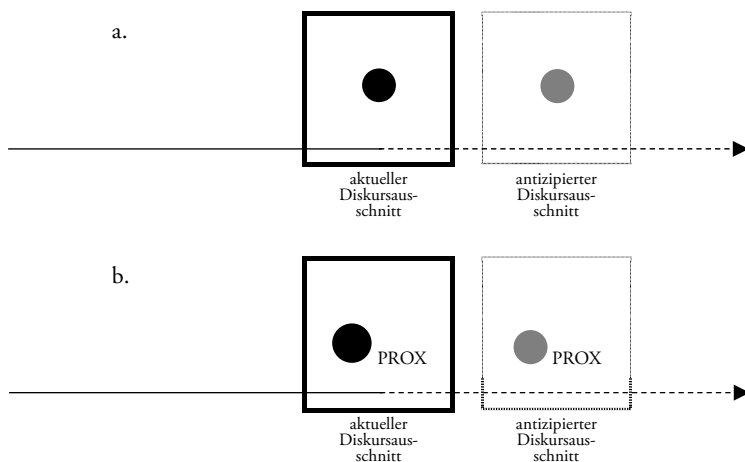 a.
aktueller
Diskursaus-
schnitt
antizipierter
Diskursaus-
schnitt
b.
PROX
PROX
aktueller
Diskursaus-
schnitt
antizipierter
Diskursaus-
schnitt